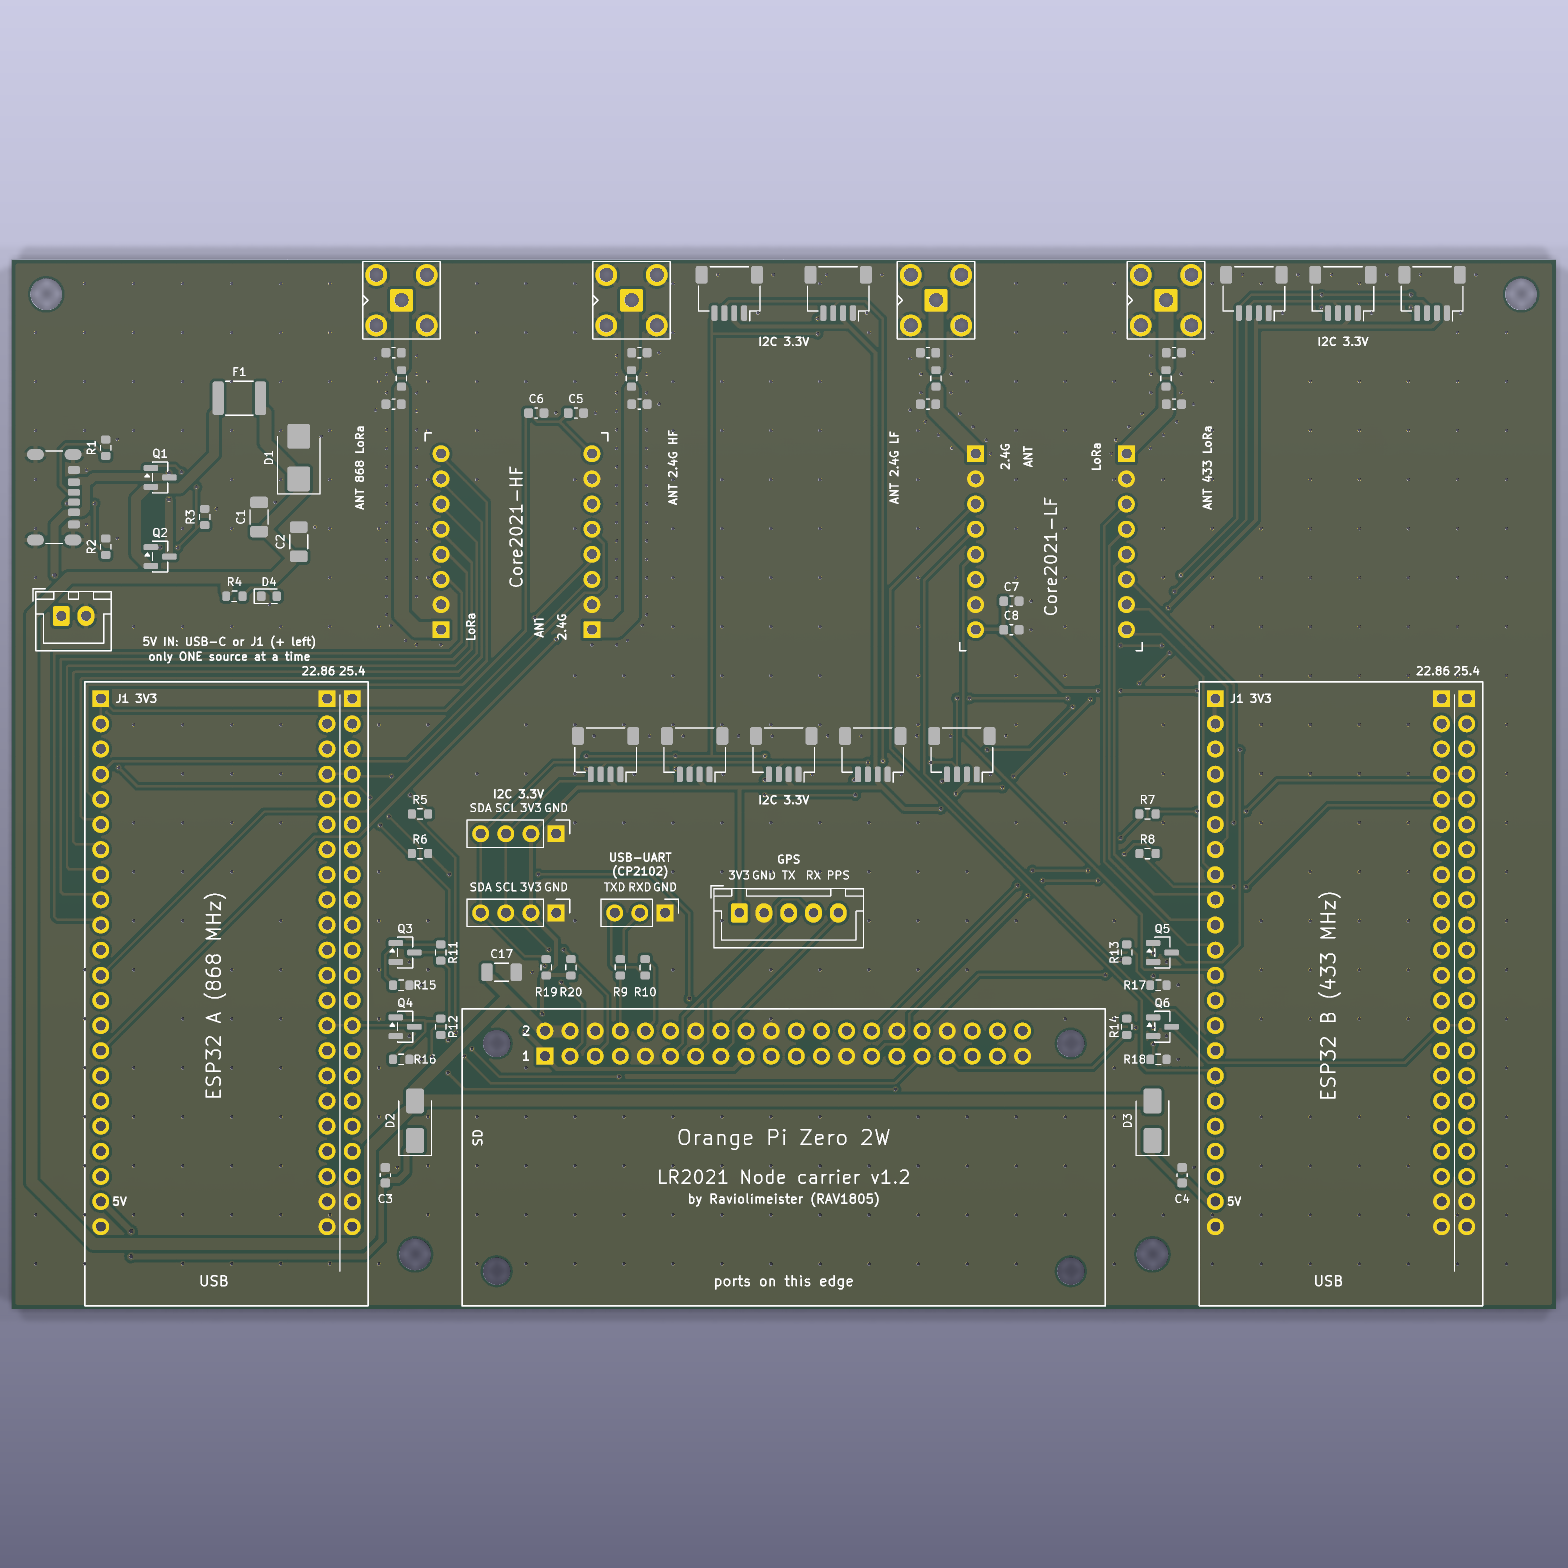 I2C 3.3V
I2C 3.3V
F1
C6
C5
R1
Q1
D1
ANT 868 LoRa
ANT 2.4G HF
ANT 2.4G LF
2.4G
ANT
LoRa
ANT 433 LoRa
R3
C1
C2
Q2
R2
Core2021-HF
Core2021-LF
R4
D4
C7
C8
LoRa
ANT
2.4G
5V IN: USB-C or J1 (+ left)
only ONE source at a time
22.86 25.4
22.86 25.4
J1 3V3
J1 3V3
I2C 3.3V
SDA SCL 3V3 GND
I2C 3.3V
R5
R6
R7
R8
USB-UART
(CP2102)
TXD RXD GND
SDA SCL 3V3 GND
GPS
3V3 GND TX RX PPS
Q3
R11
R15
Q4
R12
R16
C17
R19 R20
R9 R10
R13
Q5
R17
Q6
R14
R18
ESP32 A (868 MHz)
ESP32 B (433 MHz)
2
1
D2
SD
D3
Orange Pi Zero 2W
LR2021 Node carrier v1.2
by Raviolimeister (RAV1805)
C3
C4
5V
5V
USB
ports on this edge
USB